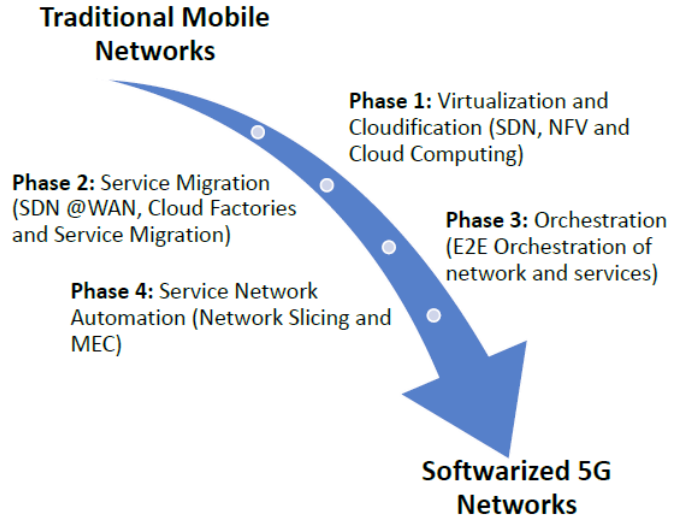 Traditional Mobile
Networks
Phase 1: Virtualization and
Cloudification (SDN, NFV and
Cloud Computing)
Phase 2: Service Migration
(SDN @WAN, Cloud Factories
and Service Migration)
Phase 3: Orchestration
(E2E Orchestration of
network and services)
Phase 4: Service Network
Automation (Network Slicing and
MEC)
Softwarized 5G
Networks